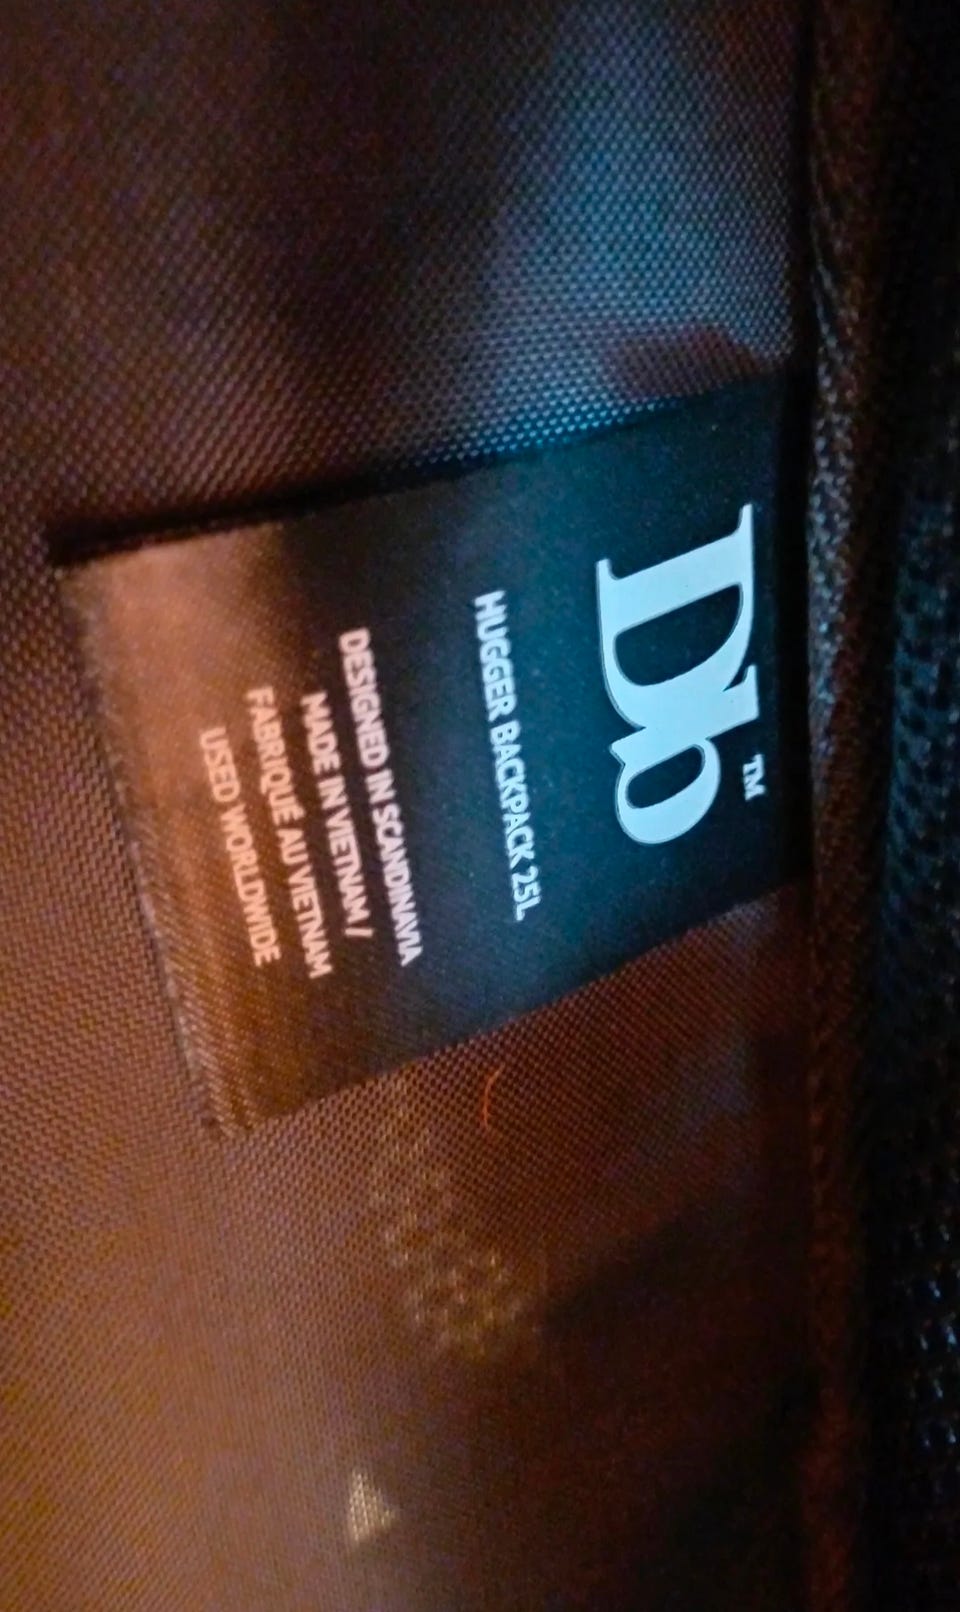 Db™
HUGGER BACKPACK 25L
DESIGNED IN SCANDINAVIA
MADE IN VIETNAM /
FABRIQUÉ AU VIETNAM
USED WORLDWIDE